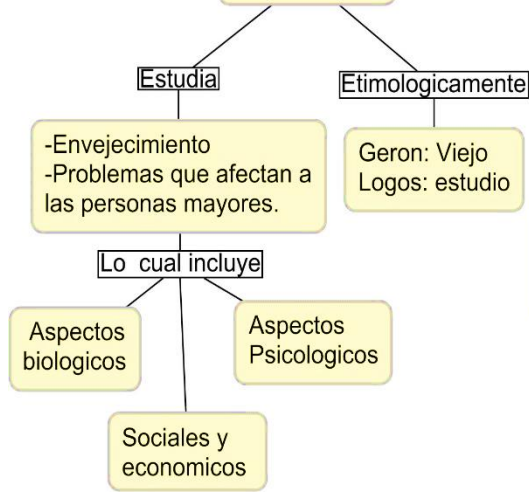 Estudia
Etimologicamente
-Envejecimiento
-Problemas que afectan a
las personas mayores.
Geron: Viejo
Logos: estudio
Lo cual incluye
Aspectos
biologicos
Aspectos
Psicologicos
Sociales y
economicos